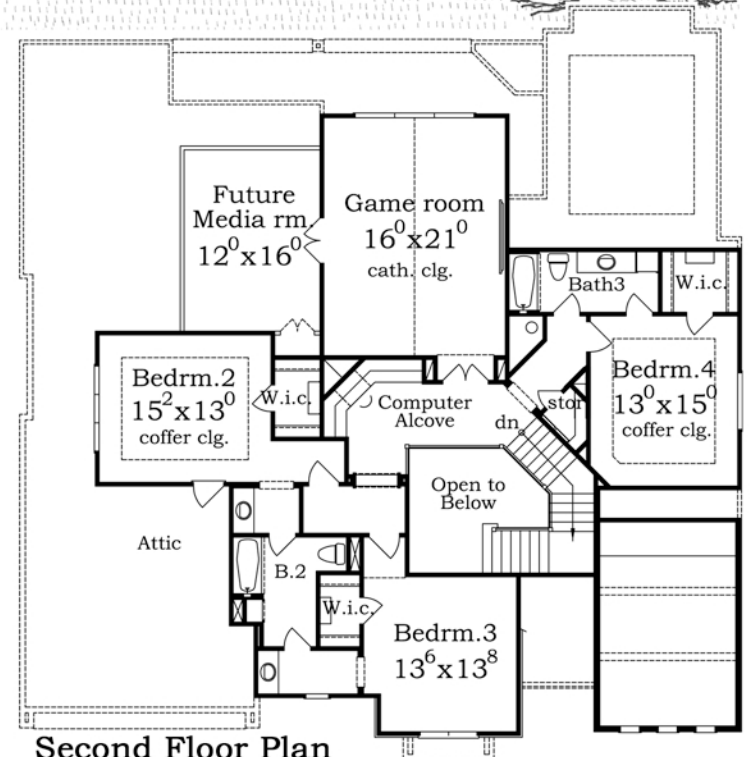 Future
Media rm.
12⁰x16⁰
Game room
16⁰x21⁰
cath. clg.
Bath3
W.i.c.
Bedrm.2
15²x13⁰
coffer clg.
W.i.c.
Computer
Alcove
dn
stor
Bedrm.4
13⁰x15⁰
coffer clg.
Open to
Below
Attic
B.2
W.i.c.
Bedrm.3
13⁶x13⁸
Second Floor Plan